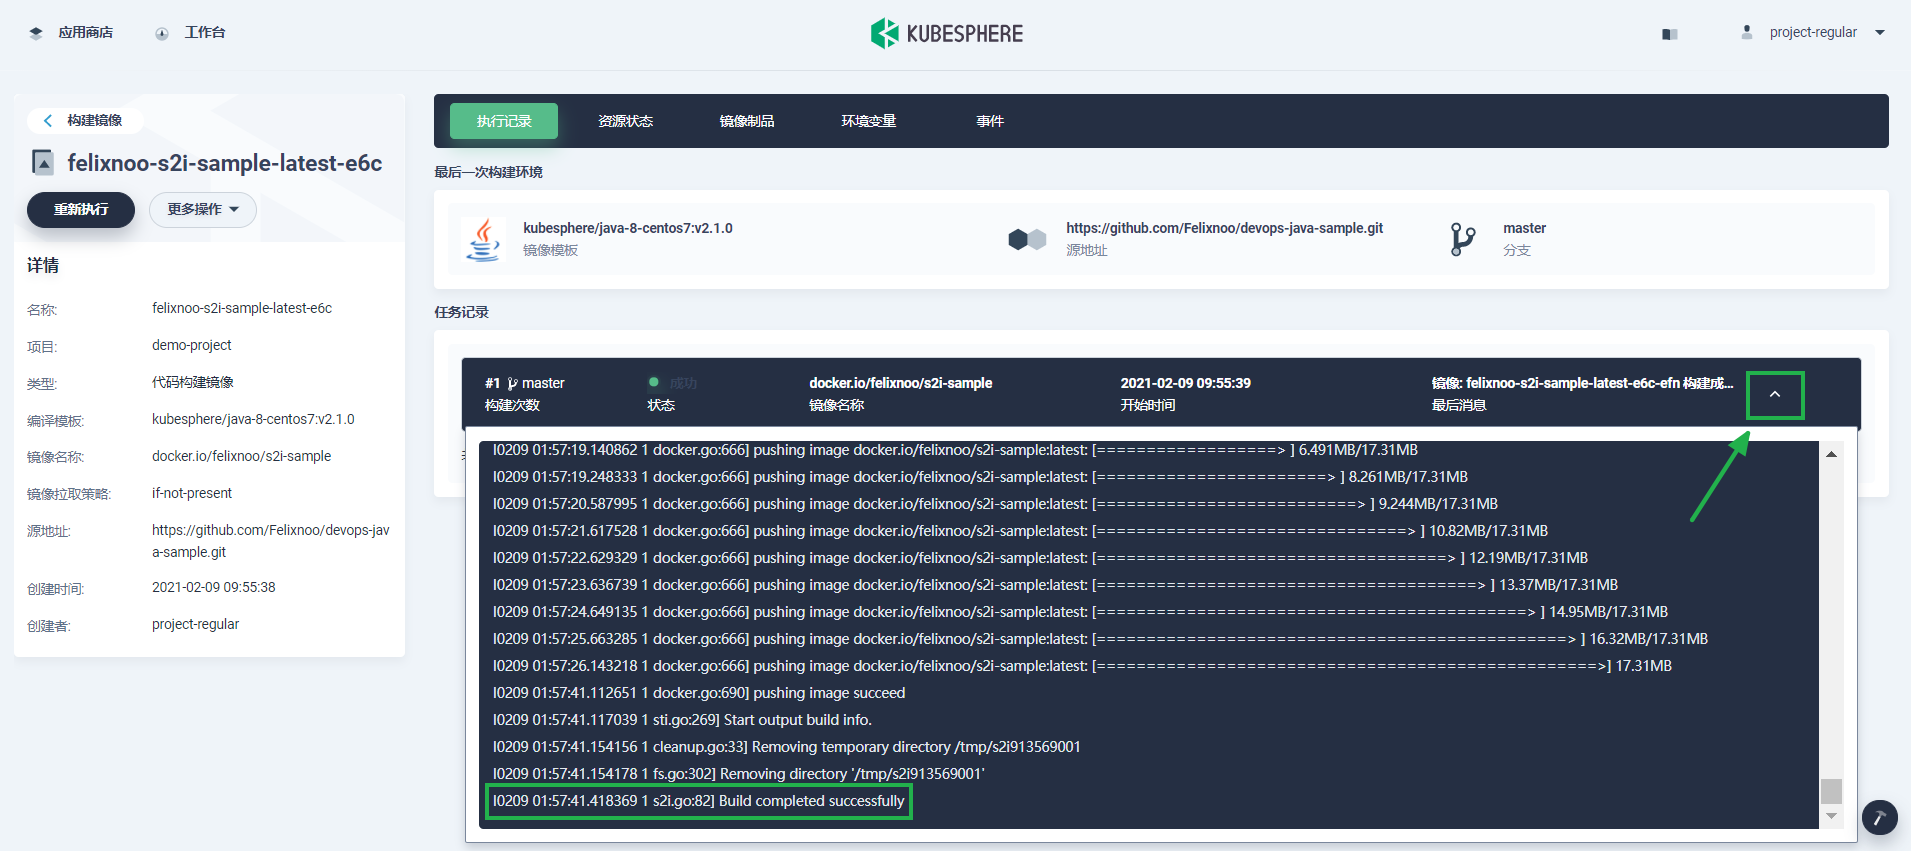 应用商店
工作台
KUBESPHERE
project-regular
构建镜像
felixnoo-s2i-sample-latest-e6c
重新执行
更多操作
详情
名称:
felixnoo-s2i-sample-latest-e6c
项目:
demo-project
类型:
代码构建镜像
编译模板:
kubesphere/java-8-centos7:v2.1.0
镜像名称:
docker.io/felixnoo/s2i-sample
镜像拉取策略:
if-not-present
源地址:
https://github.com/Felixnoo/devops-jav
a-sample.git
创建时间:
2021-02-09 09:55:38
创建者:
project-regular
执行记录
资源状态
镜像制品
环境变量
事件
最后一次构建环境
kubesphere/java-8-centos7:v2.1.0
镜像模板
https://github.com/Felixnoo/devops-java-sample.git
源地址
master
分支
任务记录
#1 master
构建次数
成功
状态
docker.io/felixnoo/s2i-sample
镜像名称
2021-02-09 09:55:39
开始时间
镜像: felixnoo-s2i-sample-latest-e6c-efn 构建成...
最后消息
I0209 01:57:19.140862 1 docker.go:666] pushing image docker.io/felixnoo/s2i-sample:latest: [==================> ] 6.491MB/17.31MB
I0209 01:57:19.248333 1 docker.go:666] pushing image docker.io/felixnoo/s2i-sample:latest: [=======================> ] 8.261MB/17.31MB
I0209 01:57:20.587995 1 docker.go:666] pushing image docker.io/felixnoo/s2i-sample:latest: [==========================> ] 9.244MB/17.31MB
I0209 01:57:21.617528 1 docker.go:666] pushing image docker.io/felixnoo/s2i-sample:latest: [===============================> ] 10.82MB/17.31MB
I0209 01:57:22.629329 1 docker.go:666] pushing image docker.io/felixnoo/s2i-sample:latest: [===================================> ] 12.19MB/17.31MB
I0209 01:57:23.636739 1 docker.go:666] pushing image docker.io/felixnoo/s2i-sample:latest: [======================================> ] 13.37MB/17.31MB
I0209 01:57:24.649135 1 docker.go:666] pushing image docker.io/felixnoo/s2i-sample:latest: [===========================================> ] 14.95MB/17.31MB
I0209 01:57:25.663285 1 docker.go:666] pushing image docker.io/felixnoo/s2i-sample:latest: [===============================================> ] 16.32MB/17.31MB
I0209 01:57:26.143218 1 docker.go:666] pushing image docker.io/felixnoo/s2i-sample:latest: [==================================================>] 17.31MB
I0209 01:57:41.112651 1 docker.go:690] pushing image succeed
I0209 01:57:41.117039 1 sti.go:269] Start output build info.
I0209 01:57:41.154156 1 cleanup.go:33] Removing temporary directory /tmp/s2i913569001
I0209 01:57:41.154178 1 fs.go:302] Removing directory '/tmp/s2i913569001'
I0209 01:57:41.418369 1 s2i.go:82] Build completed successfully